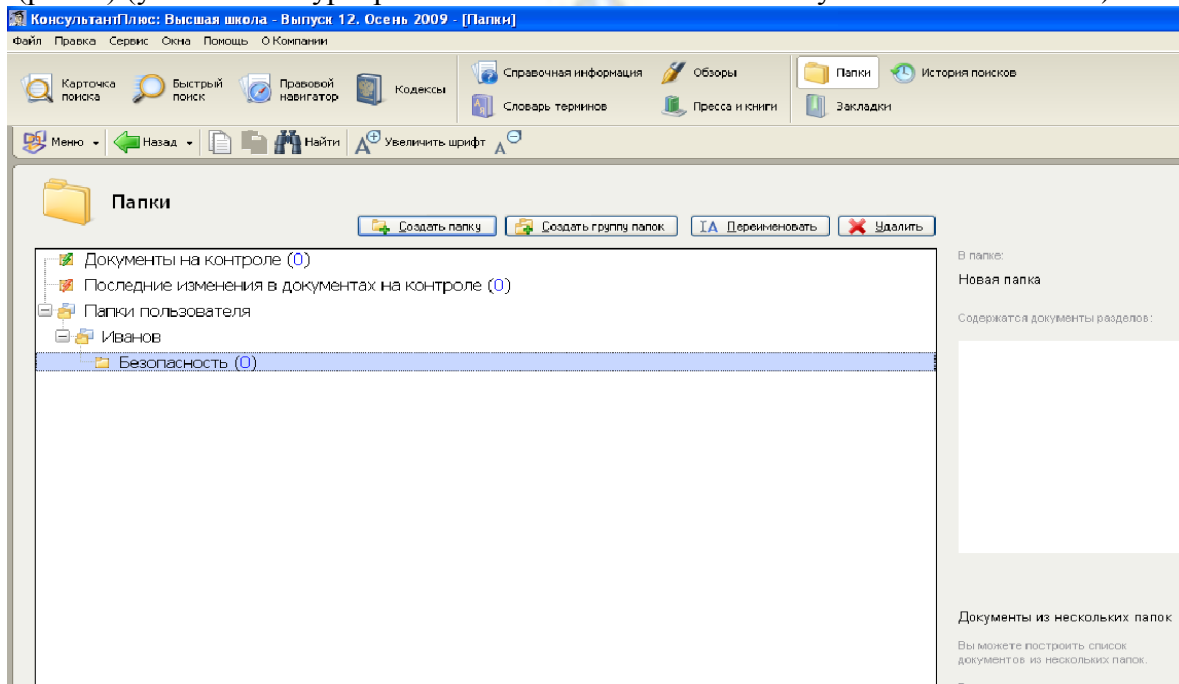 КонсультантПлюс: Высшая школа - Выпуск 12. Осень 2009 - [Папки]
Файл Правка Сервис Окна Помощь О Компании
Карточка поиска Быстрый поиск Правовой навигатор Кодексы Справочная информация Обзоры Папки История поисков
Словарь терминов Пресса и книги Закладки
Меню Назад Найти Увеличить шрифт
Папки
Создать папку Создать группу папок Переименовать Удалить
Документы на контроле (0)
Последние изменения в документах на контроле (0)
Папки пользователя
Иванов
Безопасность (0)
В папке:
Новая папка
Содержатся документы разделов:
Документы из нескольких папок
Вы можете построить список
документов из нескольких папок.